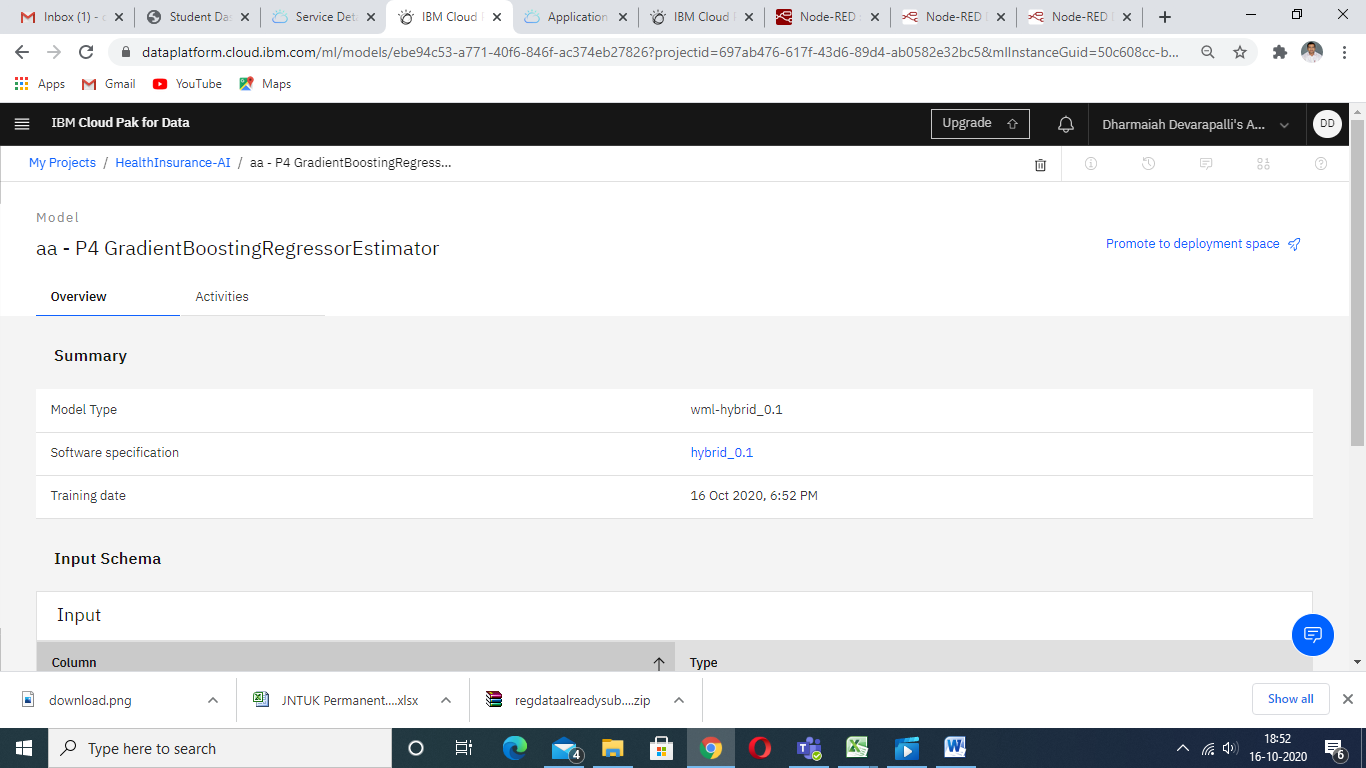 Inbox (1) - d
Student Das
Service Deta
IBM Cloud P
Application
IBM Cloud P
Node-RED S
Node-RED |
Node-RED |
dataplatform.cloud.ibm.com/ml/models/ebe94c53-a771-40f6-846f-ac374eb27826?projectid=697ab476-617f-43d6-89d4-ab0582e32bc5&mlInstanceGuid=50c608cc-b...
Apps
Gmail
YouTube
Maps
IBM Cloud Pak for Data
Upgrade
Dharmaiah Devarapalli's A...
DD
My Projects / HealthInsurance-AI / aa - P4 GradientBoostingRegress...
Model
aa - P4 GradientBoostingRegressorEstimator
Promote to deployment space
Overview
Activities
Summary
Model Type wml-hybrid_0.1
Software specification hybrid_0.1
Training date 16 Oct 2020, 6:52 PM
Input Schema
Input
Column Type
download.png
JNTUK Permanent....xlsx
regdataalreadysub....zip
Show all
Type here to search
4
18:52
16-10-2020
6